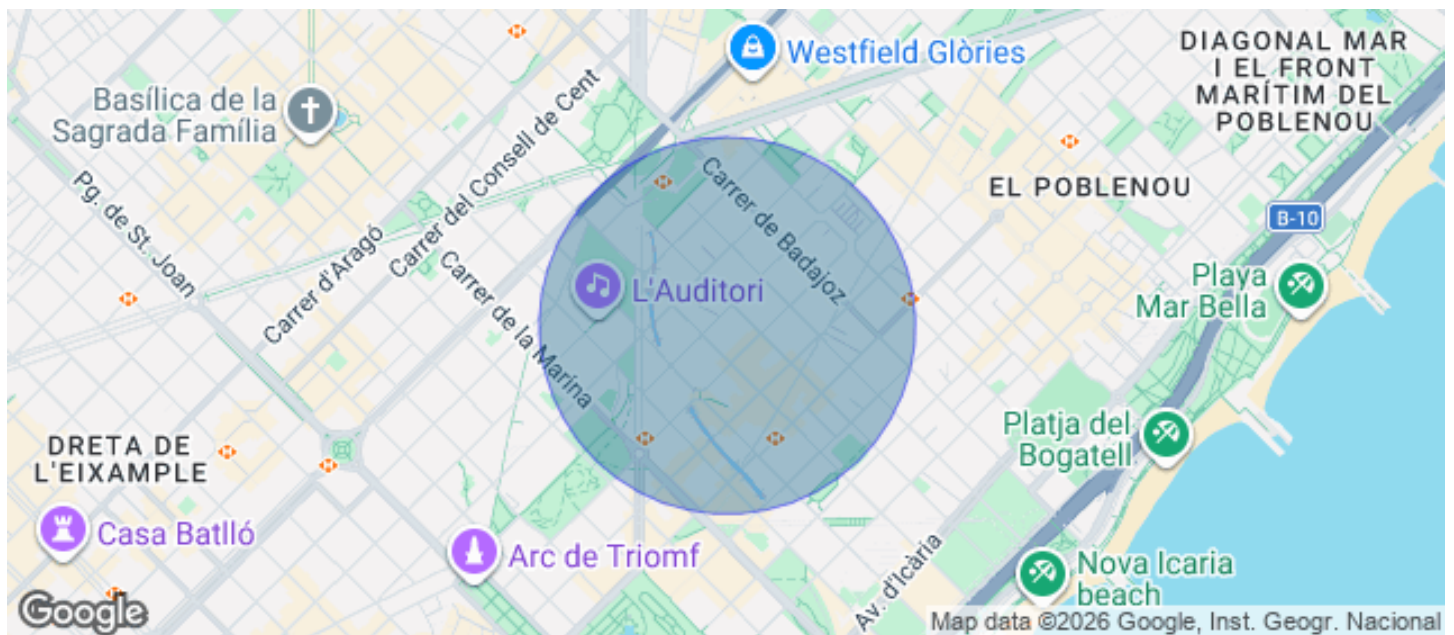 Westfield Glòries
DIAGONAL MAR
I EL FRONT
MARÍTIM DEL
POBLENOU
Basílica de la
Sagrada Família
Carrer del Consell de Cent
Carrer de Badajoz
EL POBLENOU
Pg. de St. Joan
B-10
Carrer d'Aragó
Carrer de la Marina
L'Auditori
Playa
Mar Bella
DRETA DE
L'EIXAMPLE
Platja del
Bogatell
Casa Batlló
Arc de Triomf
Av. d'Icària
Nova Icaria
beach
Google
Map data ©2026 Google, Inst. Geogr. Nacional